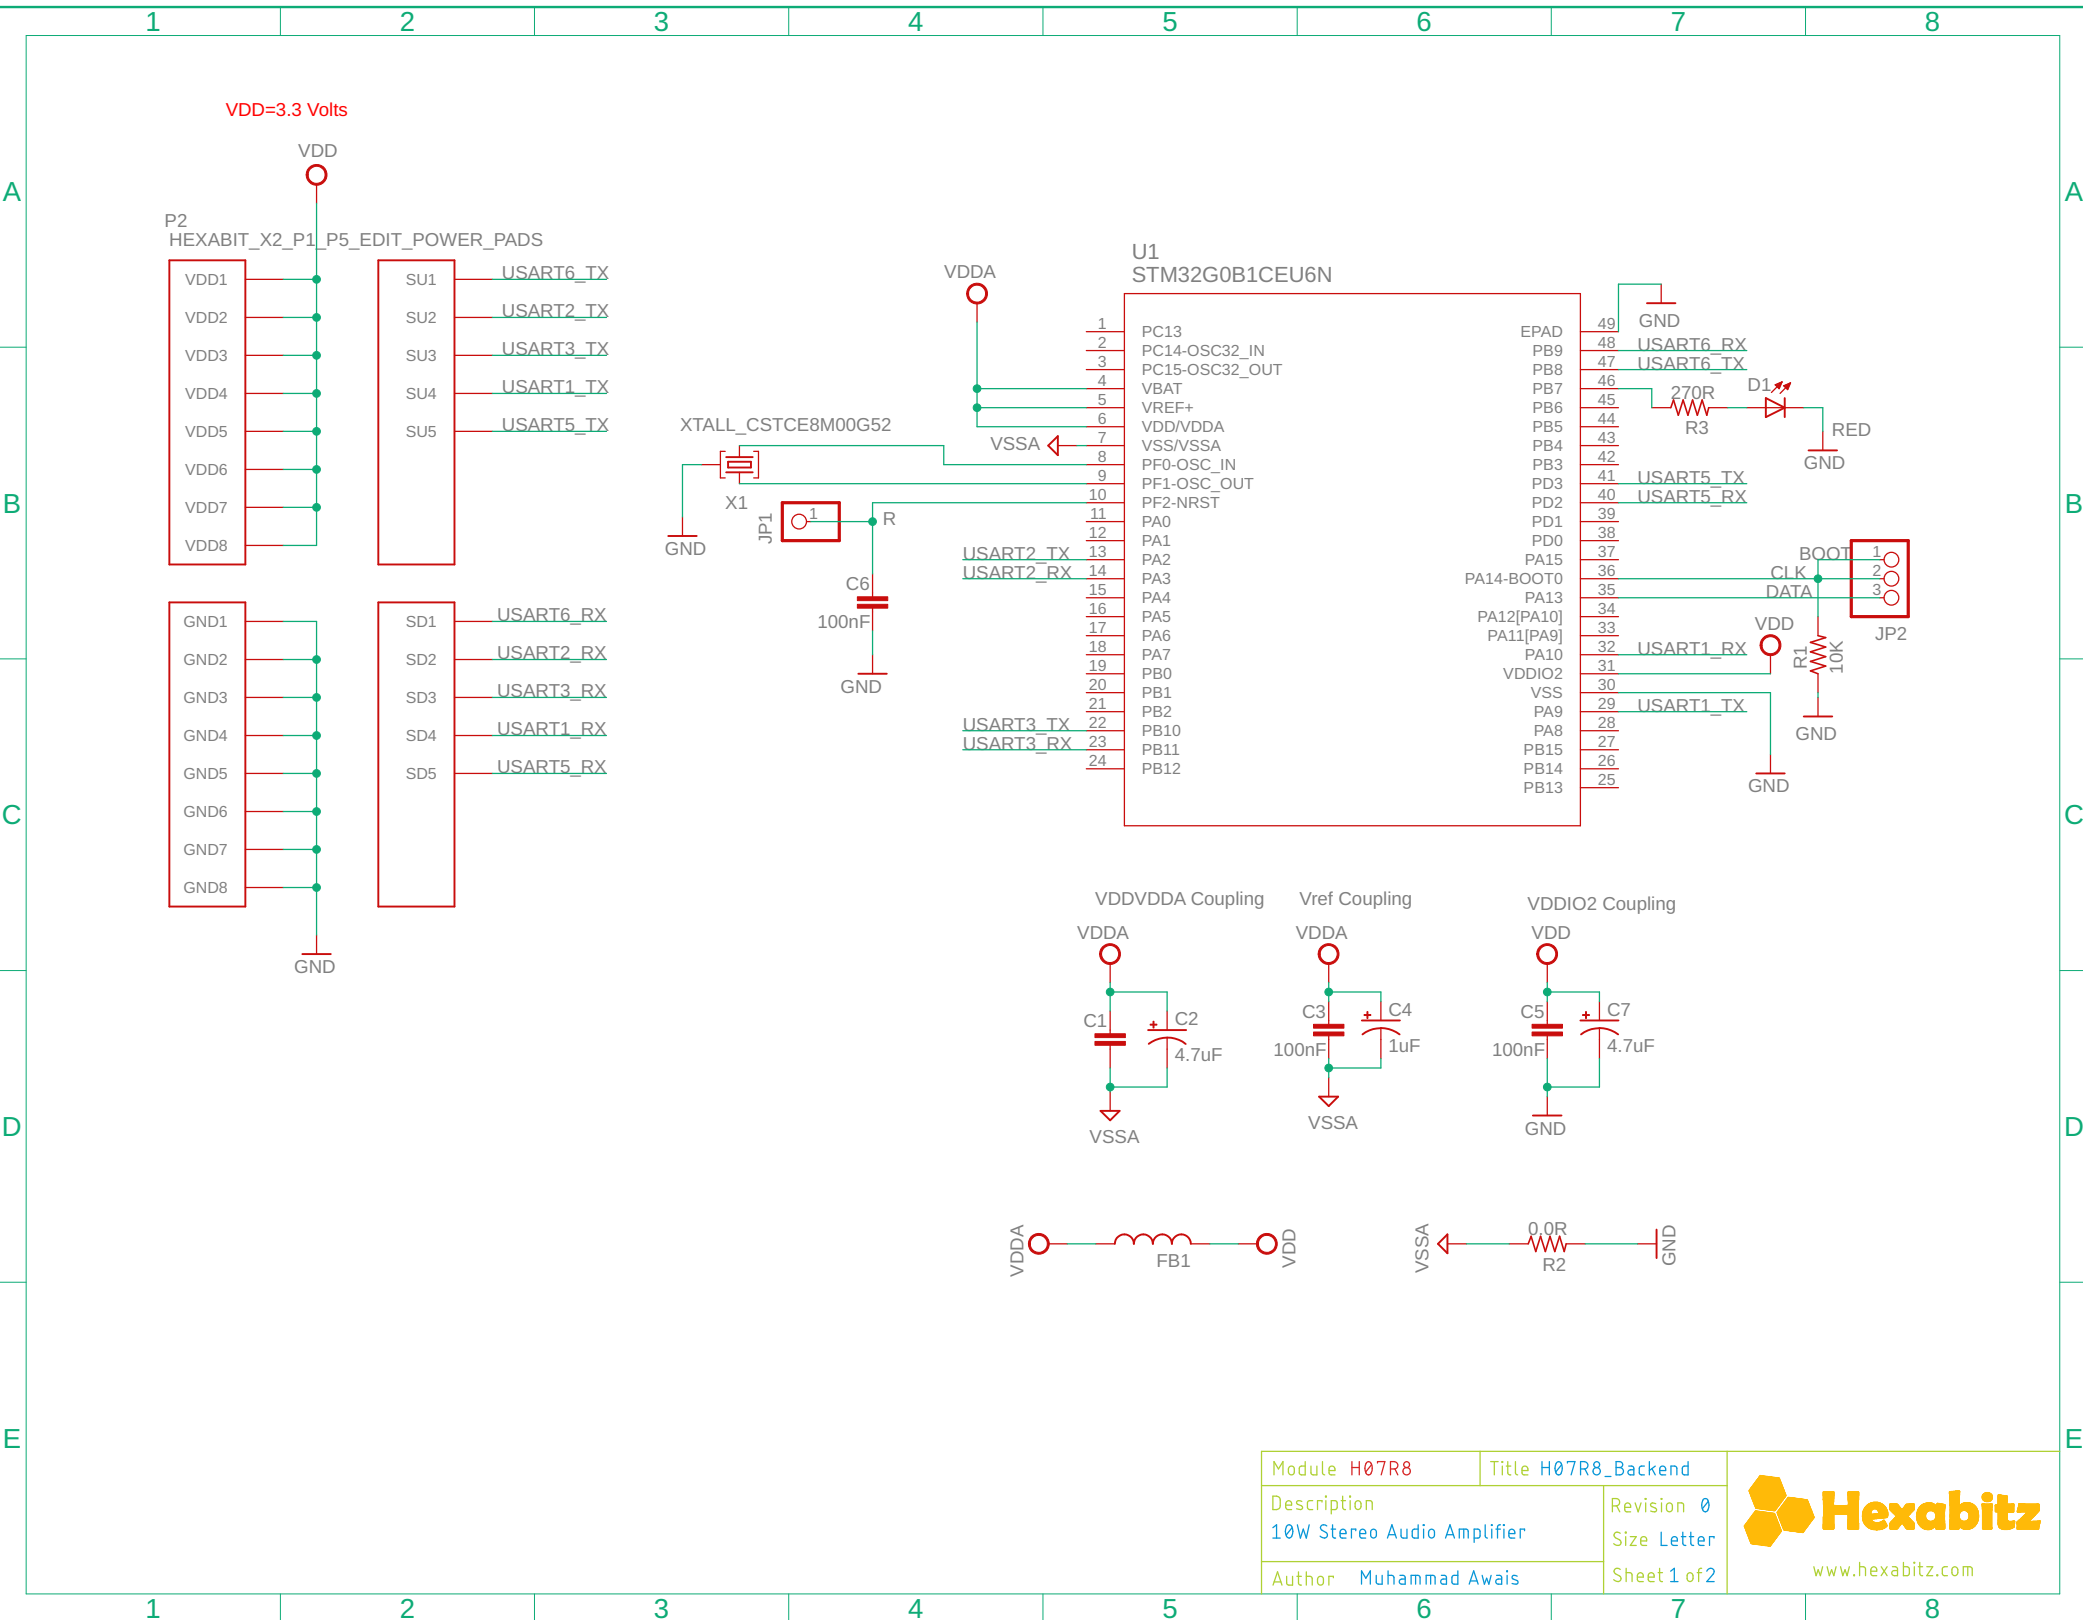 1 2 3 4 5 6 7 8
A A
B B
C C
D D
E E
VDD=3.3 Volts
VDD
P2
HEXABIT_X2_P1_P5_EDIT_POWER_PADS
VDD1
VDD2
VDD3
VDD4
VDD5
VDD6
VDD7
VDD8
SU1 USART6_TX
SU2 USART2_TX
SU3 USART3_TX
SU4 USART1_TX
SU5 USART5_TX
GND1
GND2
GND3
GND4
GND5
GND6
GND7
GND8
GND
SD1 USART6_RX
SD2 USART2_RX
SD3 USART3_RX
SD4 USART1_RX
SD5 USART5_RX
XTALL_CSTCE8M00G52
X1
GND
JP1
1
R
C6
100nF
GND
VDDA
VSSA
U1
STM32G0B1CEU6N
1 PC13
2 PC14-OSC32_IN
3 PC15-OSC32_OUT
4 VBAT
5 VREF+
6 VDD/VDDA
7 VSS/VSSA
8 PF0-OSC_IN
9 PF1-OSC_OUT
10 PF2-NRST
11 PA0
12 PA1
USART2_TX 13 PA2
USART2_RX 14 PA3
15 PA4
16 PA5
17 PA6
18 PA7
19 PB0
20 PB1
21 PB2
USART3_TX 22 PB10
USART3_RX 23 PB11
24 PB12
EPAD 49
PB9 48 USART6_RX
PB8 47 USART6_TX
PB7 46
PB6 45
PB5 44
PB4 43
PB3 42
PD3 41 USART5_TX
PD2 40 USART5_RX
PD1 39
PD0 38
PA15 37
PA14-BOOT0 36
PA13 35
PA12[PA10] 34
PA11[PA9] 33
PA10 32 USART1_RX
VDDIO2 31
VSS 30
PA9 29 USART1_TX
PA8 28
PB15 27
PB14 26
PB13 25
GND
270R
R3
D1
RED
GND
BOOT 1
CLK 2
DATA 3
JP2
VDD
R1
10K
GND
GND
VDDVDDA Coupling
VDDA
C1
C2
4.7uF
VSSA
Vref Coupling
VDDA
C3
100nF
C4
1uF
VSSA
VDDIO2 Coupling
VDD
C5
100nF
C7
4.7uF
GND
VDDA
FB1
VDD
VSSA
0.0R
R2
GND
Module H07R8
Title H07R8_Backend
Description
10W Stereo Audio Amplifier
Revision 0
Size Letter
Author Muhammad Awais
Sheet 1 of 2
Hexabitz
www.hexabitz.com
1 2 3 4 5 6 7 8